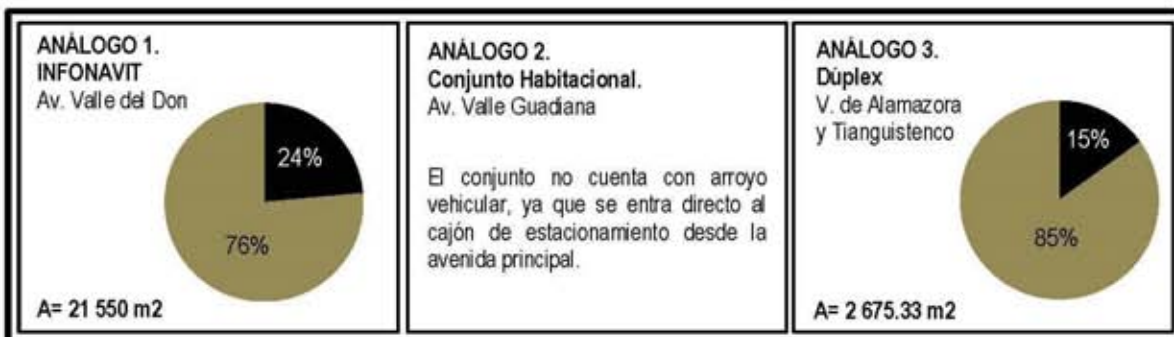 ANÁLOGO 1.
INFONAVIT
Av. Valle del Don
24%
76%
A= 21 550 m2
ANÁLOGO 2.
Conjunto Habitacional.
Av. Valle Guadiana
El conjunto no cuenta con arroyo
vehicular, ya que se entra directo al
cajón de estacionamiento desde la
avenida principal.
ANÁLOGO 3.
Dúplex
V. de Alamazora
y Tianguistenco
15%
85%
A= 2 675.33 m2